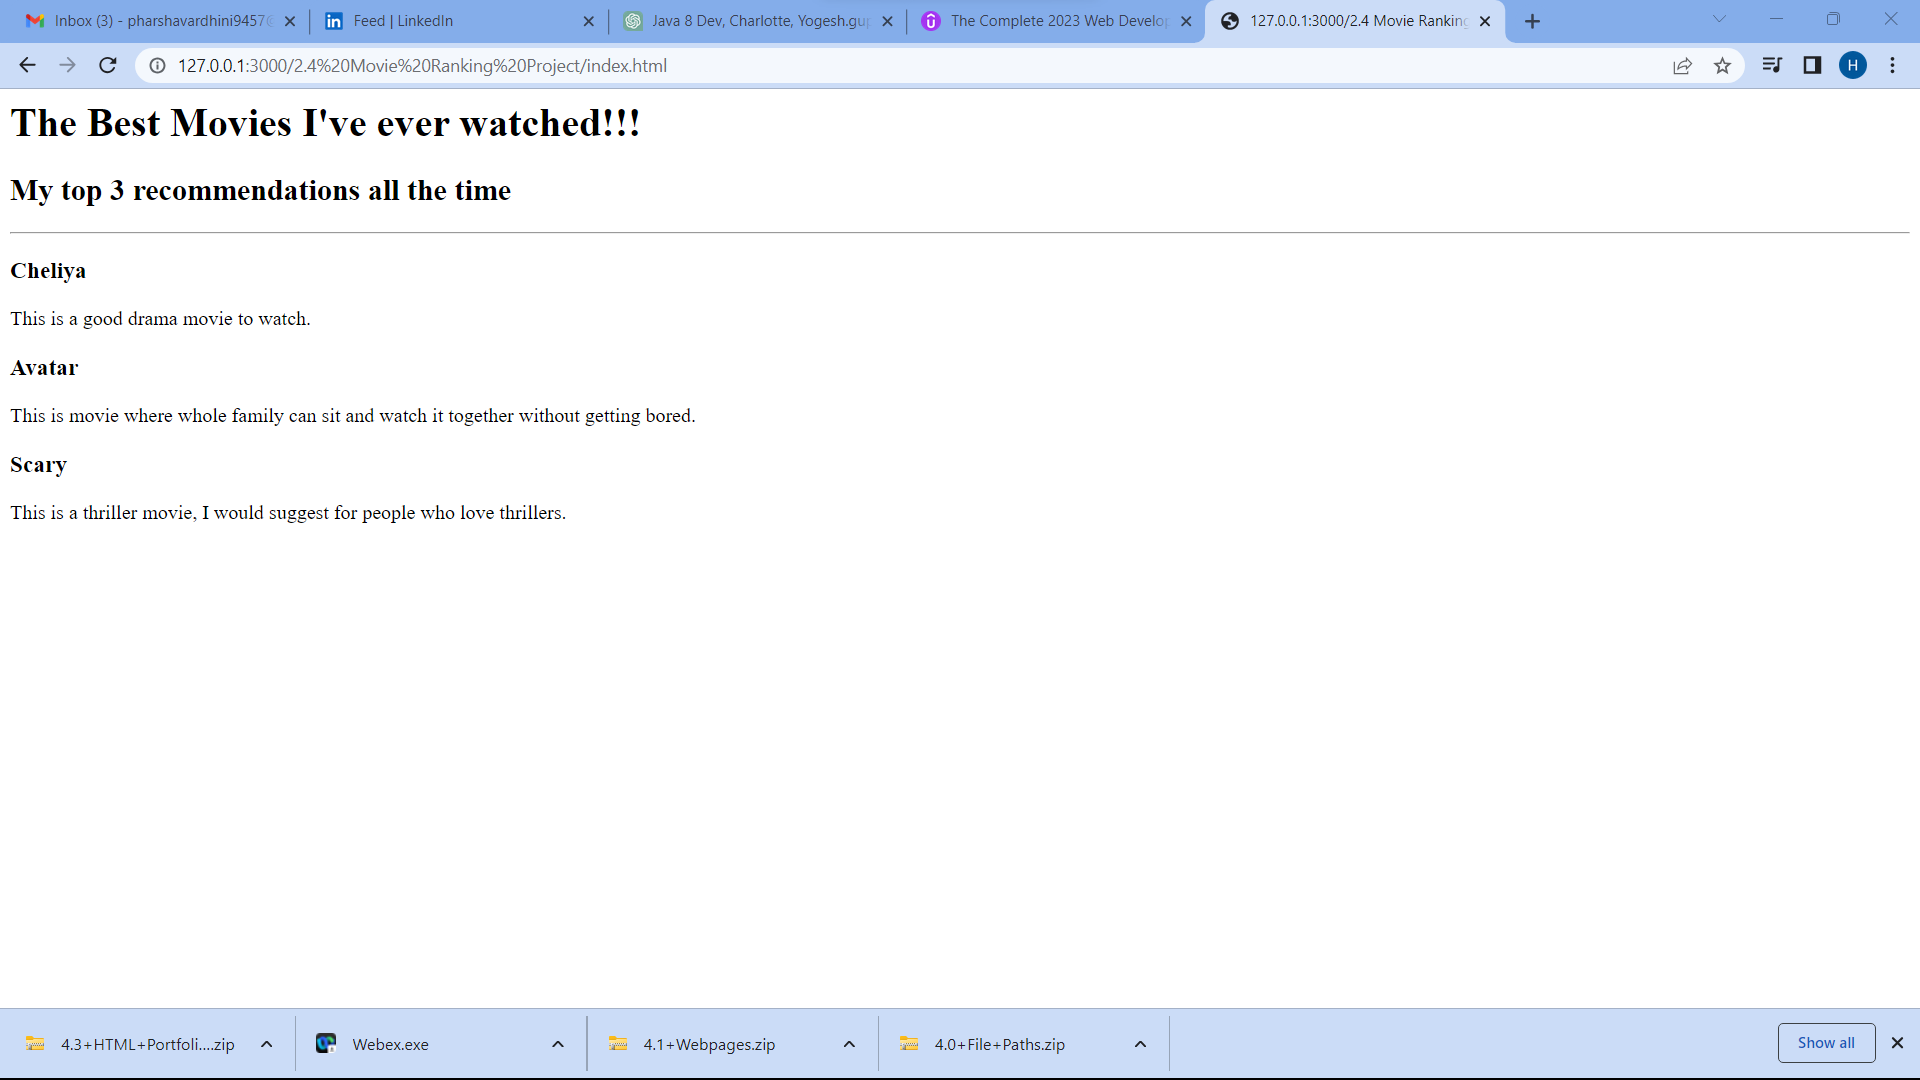 Inbox (3) - pharshavardhini9457@
Feed | LinkedIn
Java 8 Dev, Charlotte, Yogesh.gup
The Complete 2023 Web Develop
127.0.0.1:3000/2.4 Movie Ranking
127.0.0.1:3000/2.4%20Movie%20Ranking%20Project/index.html
H
The Best Movies I've ever watched!!!
My top 3 recommendations all the time
Cheliya
This is a good drama movie to watch.
Avatar
This is movie where whole family can sit and watch it together without getting bored.
Scary
This is a thriller movie, I would suggest for people who love thrillers.
4.3+HTML+Portfoli....zip
Webex.exe
4.1+Webpages.zip
4.0+File+Paths.zip
Show all